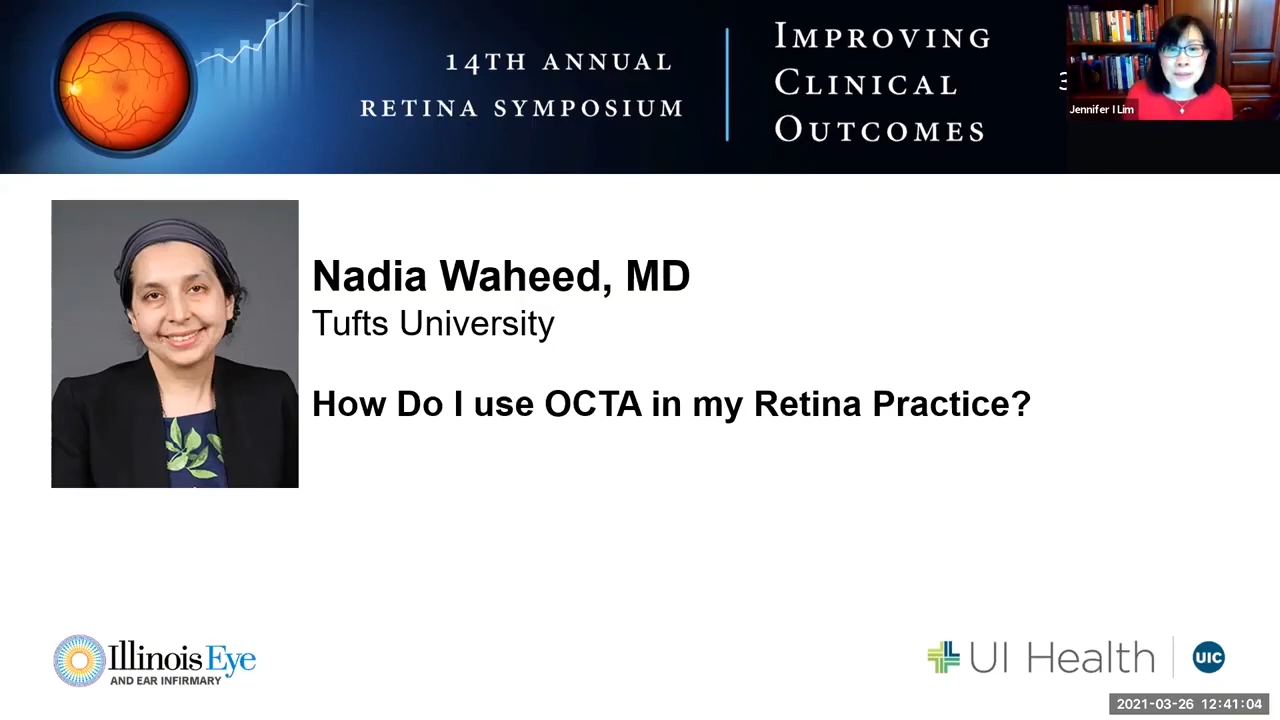 14TH ANNUAL
RETINA SYMPOSIUM
IMPROVING
CLINICAL
OUTCOMES
3
Jennifer I Lim
Nadia Waheed, MD
Tufts University
How Do I use OCTA in my Retina Practice?
Illinois Eye
AND EAR INFIRMARY
UI Health
UIC
2021-03-26 12:41:04